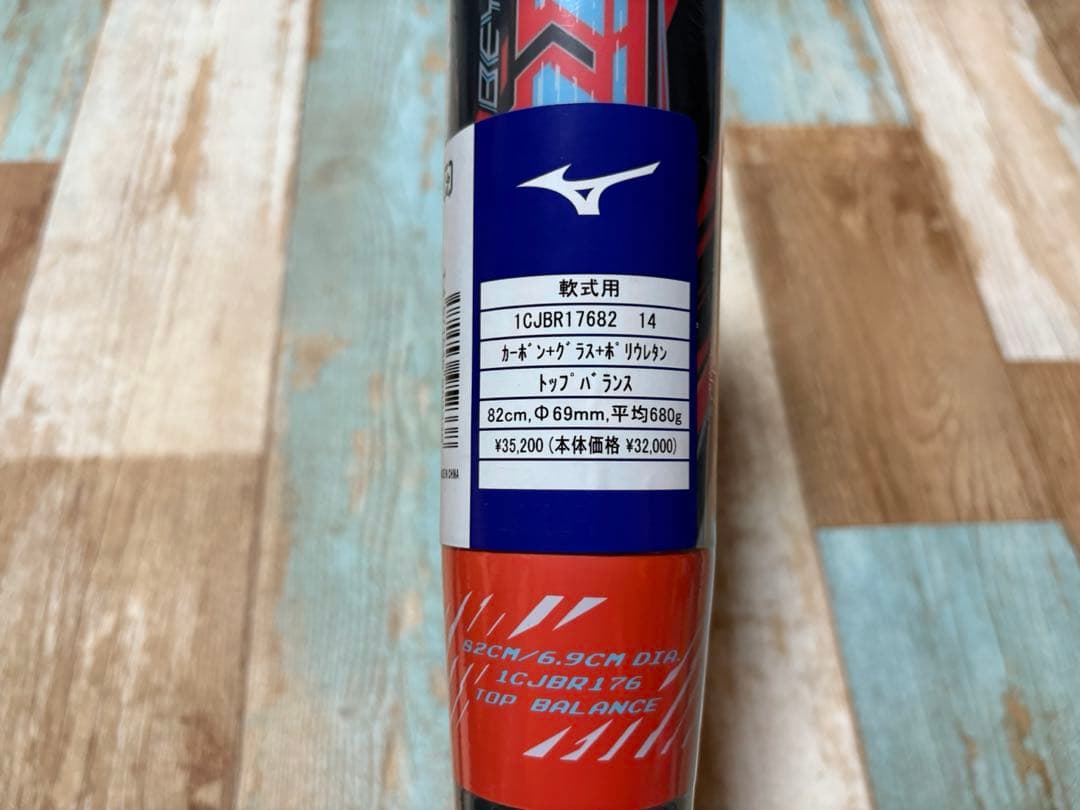 BEY
軟式用
1CJBR17682 14
カーボン+グラス+ポリウレタン
トップバランス
82cm,Φ69mm,平均680g
¥35,200(本体価格 ¥32,000)
CHINA
82CM/6.9CM DIA.
1CJBR176
TOP BALANCE